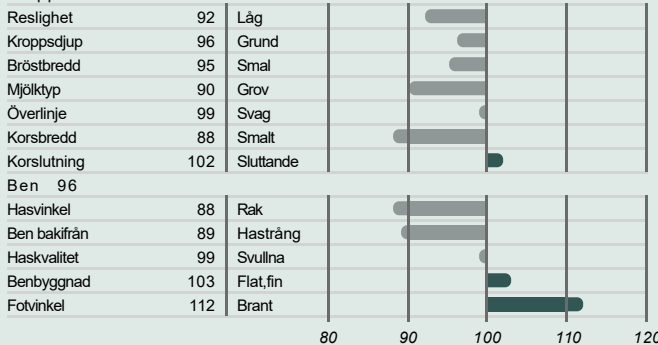 Reslighet 92 Låg
Kroppsdjup 96 Grund
Bröstbredd 95 Smal
Mjölktyp 90 Grov
Överlinje 99 Svag
Korsbredd 88 Smalt
Korslutning 102 Sluttande
Ben 96
Hasvinkel 88 Rak
Ben bakifrån 89 Hastrång
Haskvalitet 99 Svullna
Benbyggnad 103 Flat,fin
Fotvinkel 112 Brant
80 90 100 110 120